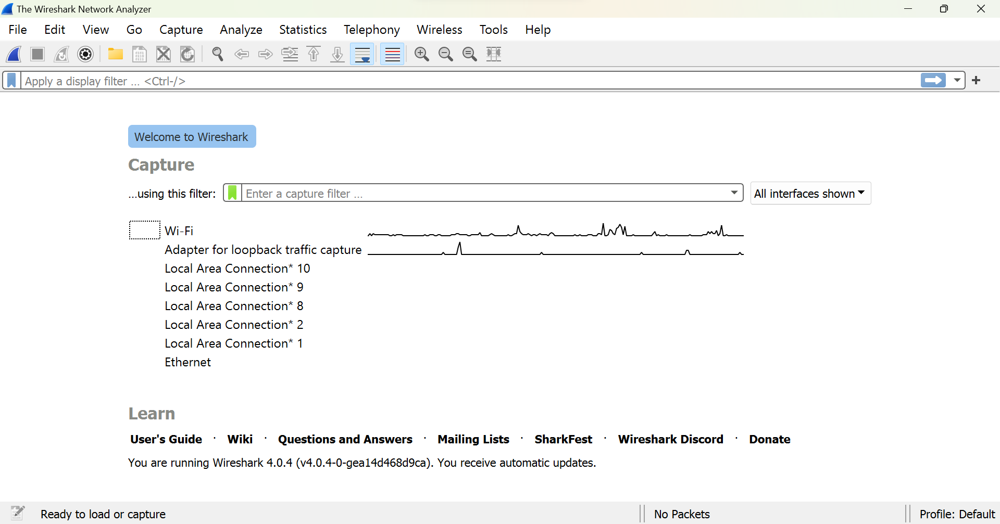 The Wireshark Network Analyzer
File Edit View Go Capture Analyze Statistics Telephony Wireless Tools Help
Apply a display filter ... <Ctrl-/>
Welcome to Wireshark
Capture
...using this filter: Enter a capture filter ... All interfaces shown
Wi-Fi
Adapter for loopback traffic capture
Local Area Connection* 10
Local Area Connection* 9
Local Area Connection* 8
Local Area Connection* 2
Local Area Connection* 1
Ethernet
Learn
User's Guide · Wiki · Questions and Answers · Mailing Lists · SharkFest · Wireshark Discord · Donate
You are running Wireshark 4.0.4 (v4.0.4-0-gea14d468d9ca). You receive automatic updates.
Ready to load or capture No Packets Profile: Default